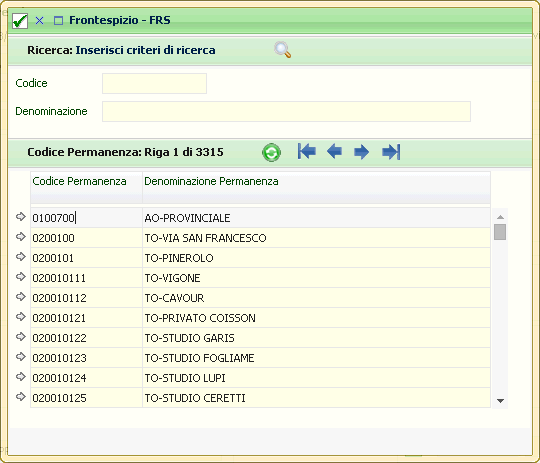 Frontespizio - FRS
Ricerca: Inserisci criteri di ricerca
Codice
Denominazione
Codice Permanenza: Riga 1 di 3315
Codice Permanenza Denominazione Permanenza
0100700 AO-PROVINCIALE
0200100 TO-VIA SAN FRANCESCO
0200101 TO-PINEROLO
020010111 TO-VIGONE
020010112 TO-CAVOUR
020010121 TO-PRIVATO COISSON
020010122 TO-STUDIO GARIS
020010123 TO-STUDIO FOGLIAME
020010124 TO-STUDIO LUPI
020010125 TO-STUDIO CERETTI